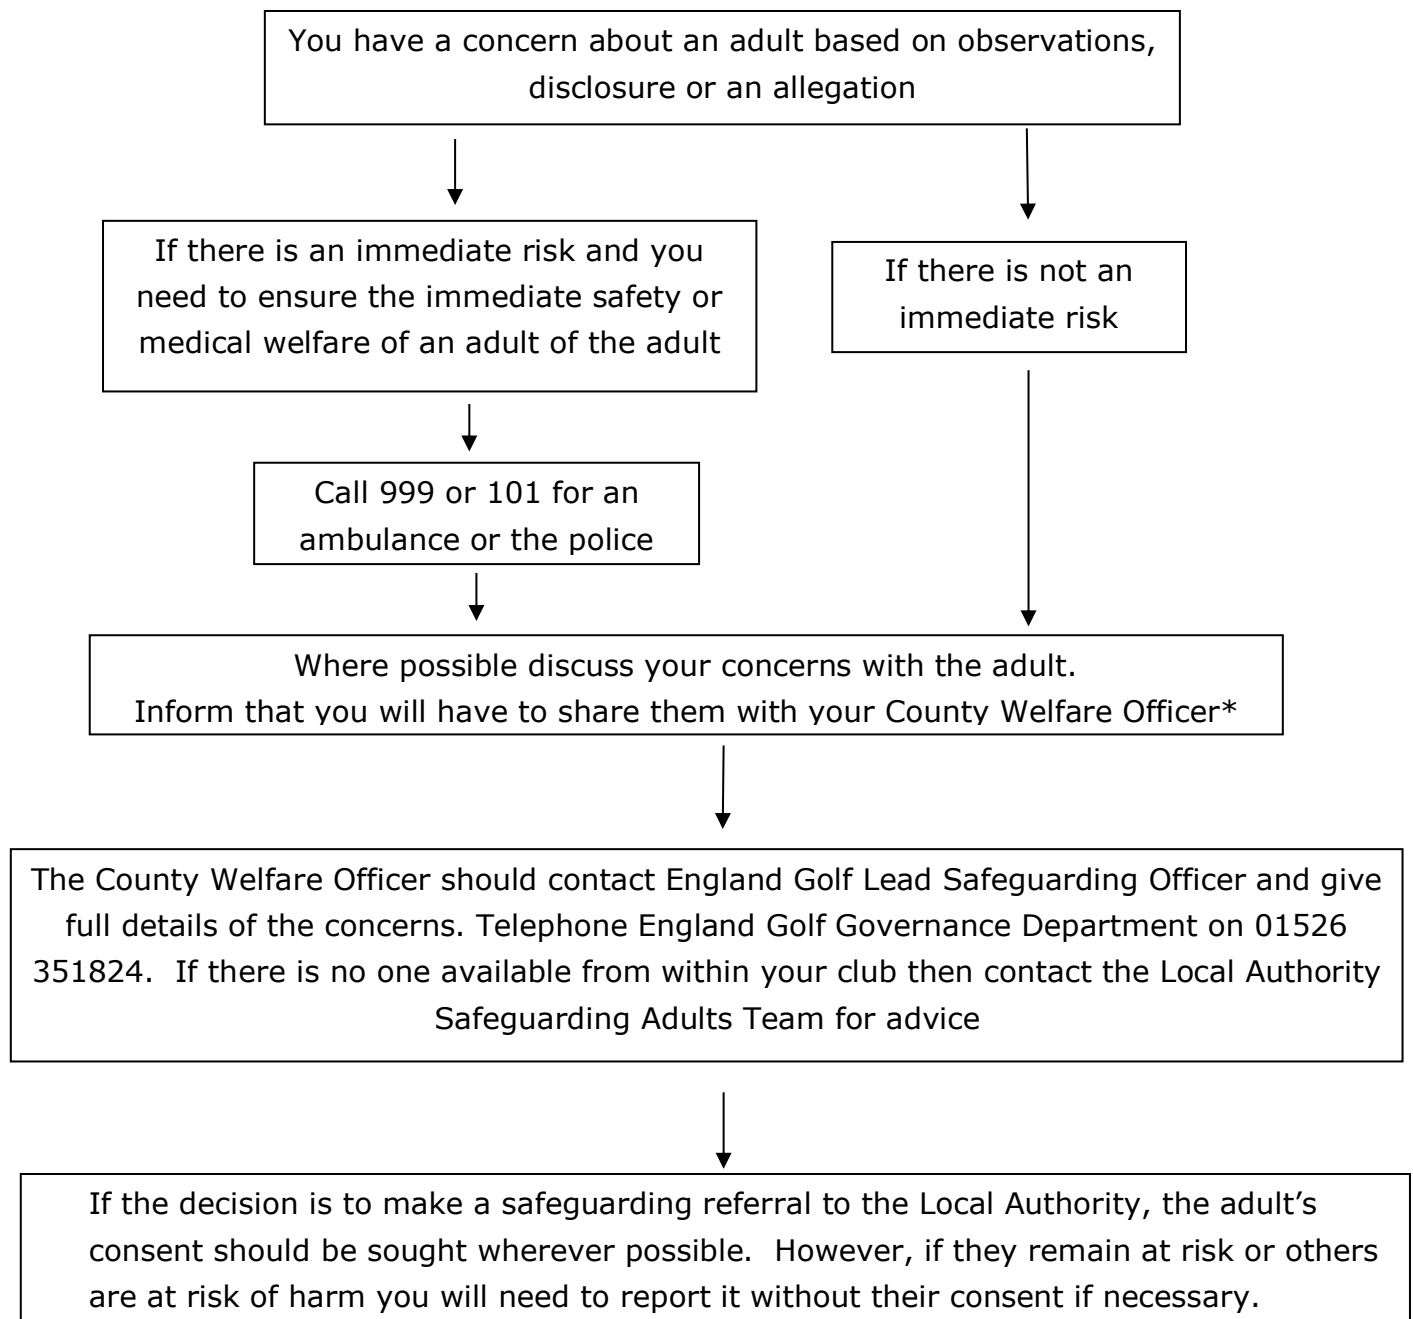 You have a concern about an adult based on observations,
disclosure or an allegation
If there is an immediate risk and you
need to ensure the immediate safety or
medical welfare of an adult of the adult
If there is not an
immediate risk
Call 999 or 101 for an
ambulance or the police
Where possible discuss your concerns with the adult.
Inform that you will have to share them with your County Welfare Officer*
The County Welfare Officer should contact England Golf Lead Safeguarding Officer and give
full details of the concerns. Telephone England Golf Governance Department on 01526
351824.  If there is no one available from within your club then contact the Local Authority
Safeguarding Adults Team for advice
If the decision is to make a safeguarding referral to the Local Authority, the adult’s
consent should be sought wherever possible.  However, if they remain at risk or others
are at risk of harm you will need to report it without their consent if necessary.